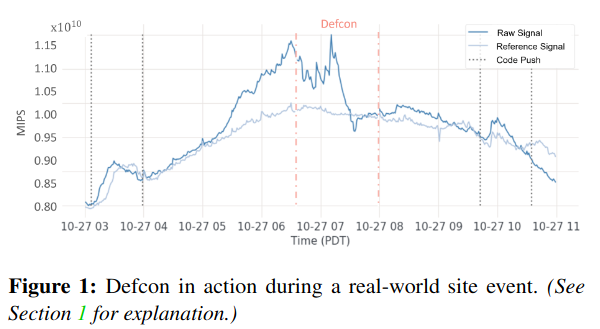 Defcon
x10¹⁰
Raw Signal
Reference Signal
Code Push
MIPS
1.15
1.10
1.05
1.00
0.95
0.90
0.85
0.80
10-27 03 10-27 04 10-27 05 10-27 06 10-27 07 10-27 08 10-27 09 10-27 10 10-27 11
Time (PDT)
Figure 1: Defcon in action during a real-world site event. (See
Section 1 for explanation.)